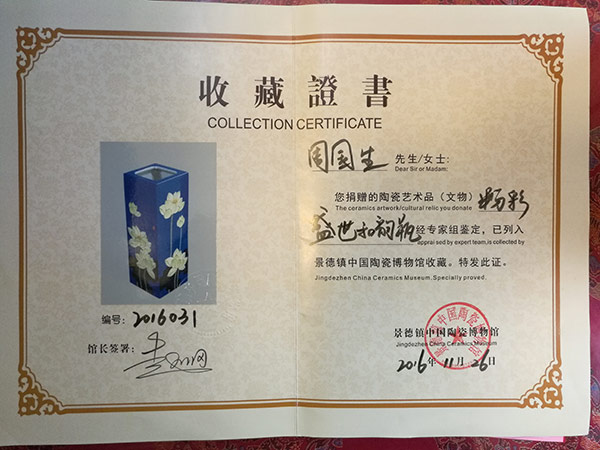 收藏證書
COLLECTION CERTIFICATE
周国生 先生/女士:
Dear Sir or Madam:
您捐赠的陶瓷艺术品（文物）粉彩
The ceramics artwork/cultural relic you donate
盛世和韵瓶 经专家组鉴定，已列入
appraised by expert team, is collected by
景德镇中国陶瓷博物馆收藏。特发此证。
Jingdezhen China Ceramics Museum. Specially proved.
编号: 2016031
馆长签署:
景德镇中国陶瓷博物馆
Jingdezhen China Ceramics Museum
2016年11月26日